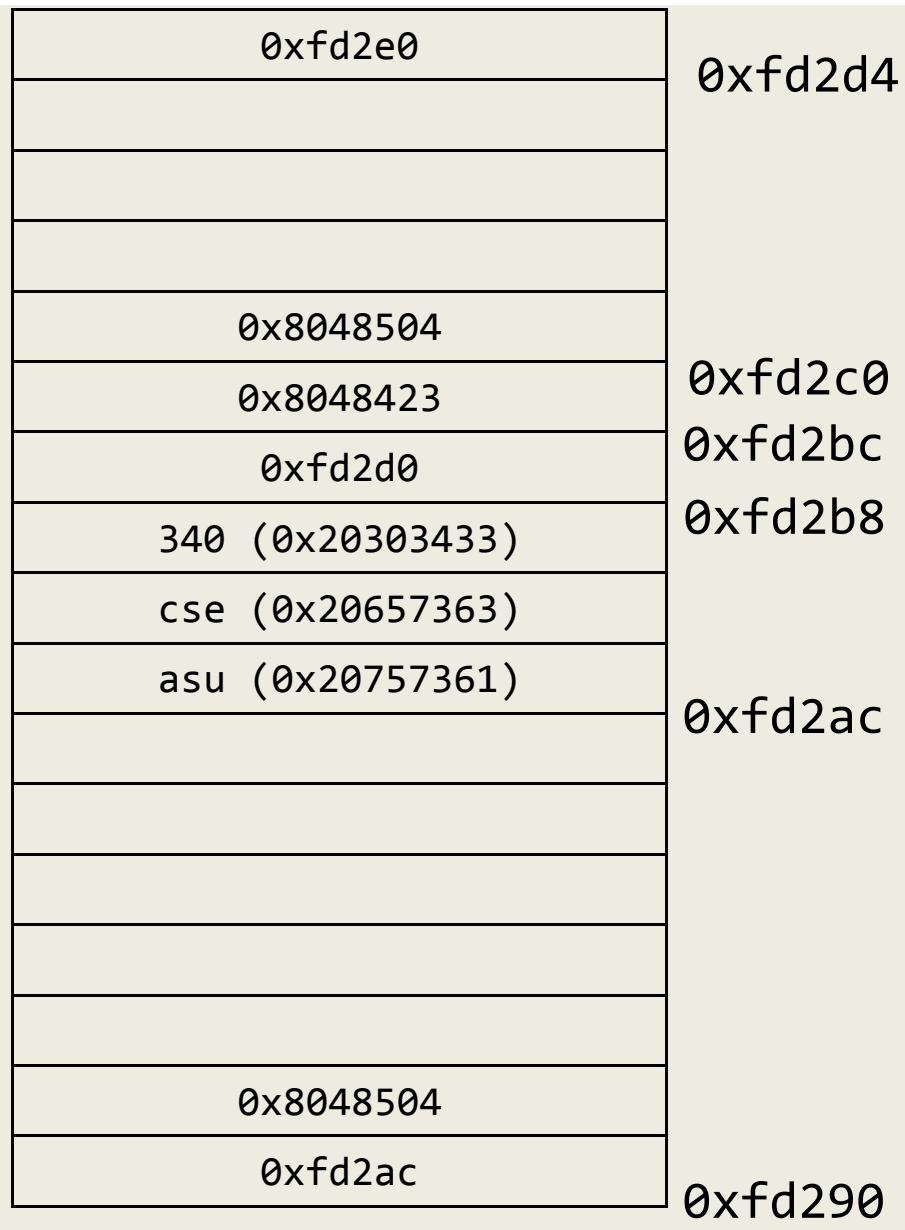 0xfd2e0
0xfd2d4
0x8048504
0xfd2c0
0x8048423
0xfd2bc
0xfd2d0
0xfd2b8
340 (0x20303433)
cse (0x20657363)
asu (0x20757361)
0xfd2ac
0x8048504
0xfd2ac
0xfd290